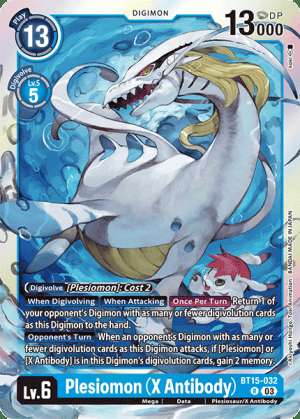 DIGIMON
Play
13
13 DP
000
Digivolve
Lv.5
5
Digivolve [Plesiomon]: Cost 2
When Digivolving When Attacking Once Per Turn Return 1 of
your opponent's Digimon with as many or fewer digivolution cards
as this Digimon to the hand.
Opponent's Turn When an opponent's Digimon with as many or
fewer digivolution cards as this Digimon attacks, if [Plesiomon] or
[X Antibody] is in this Digimon's digivolution cards, gain 2 memory.
Lv.6
Plesiomon (X Antibody)
BT15-032
R 03
Mega Data Plesiosaur/X Antibody